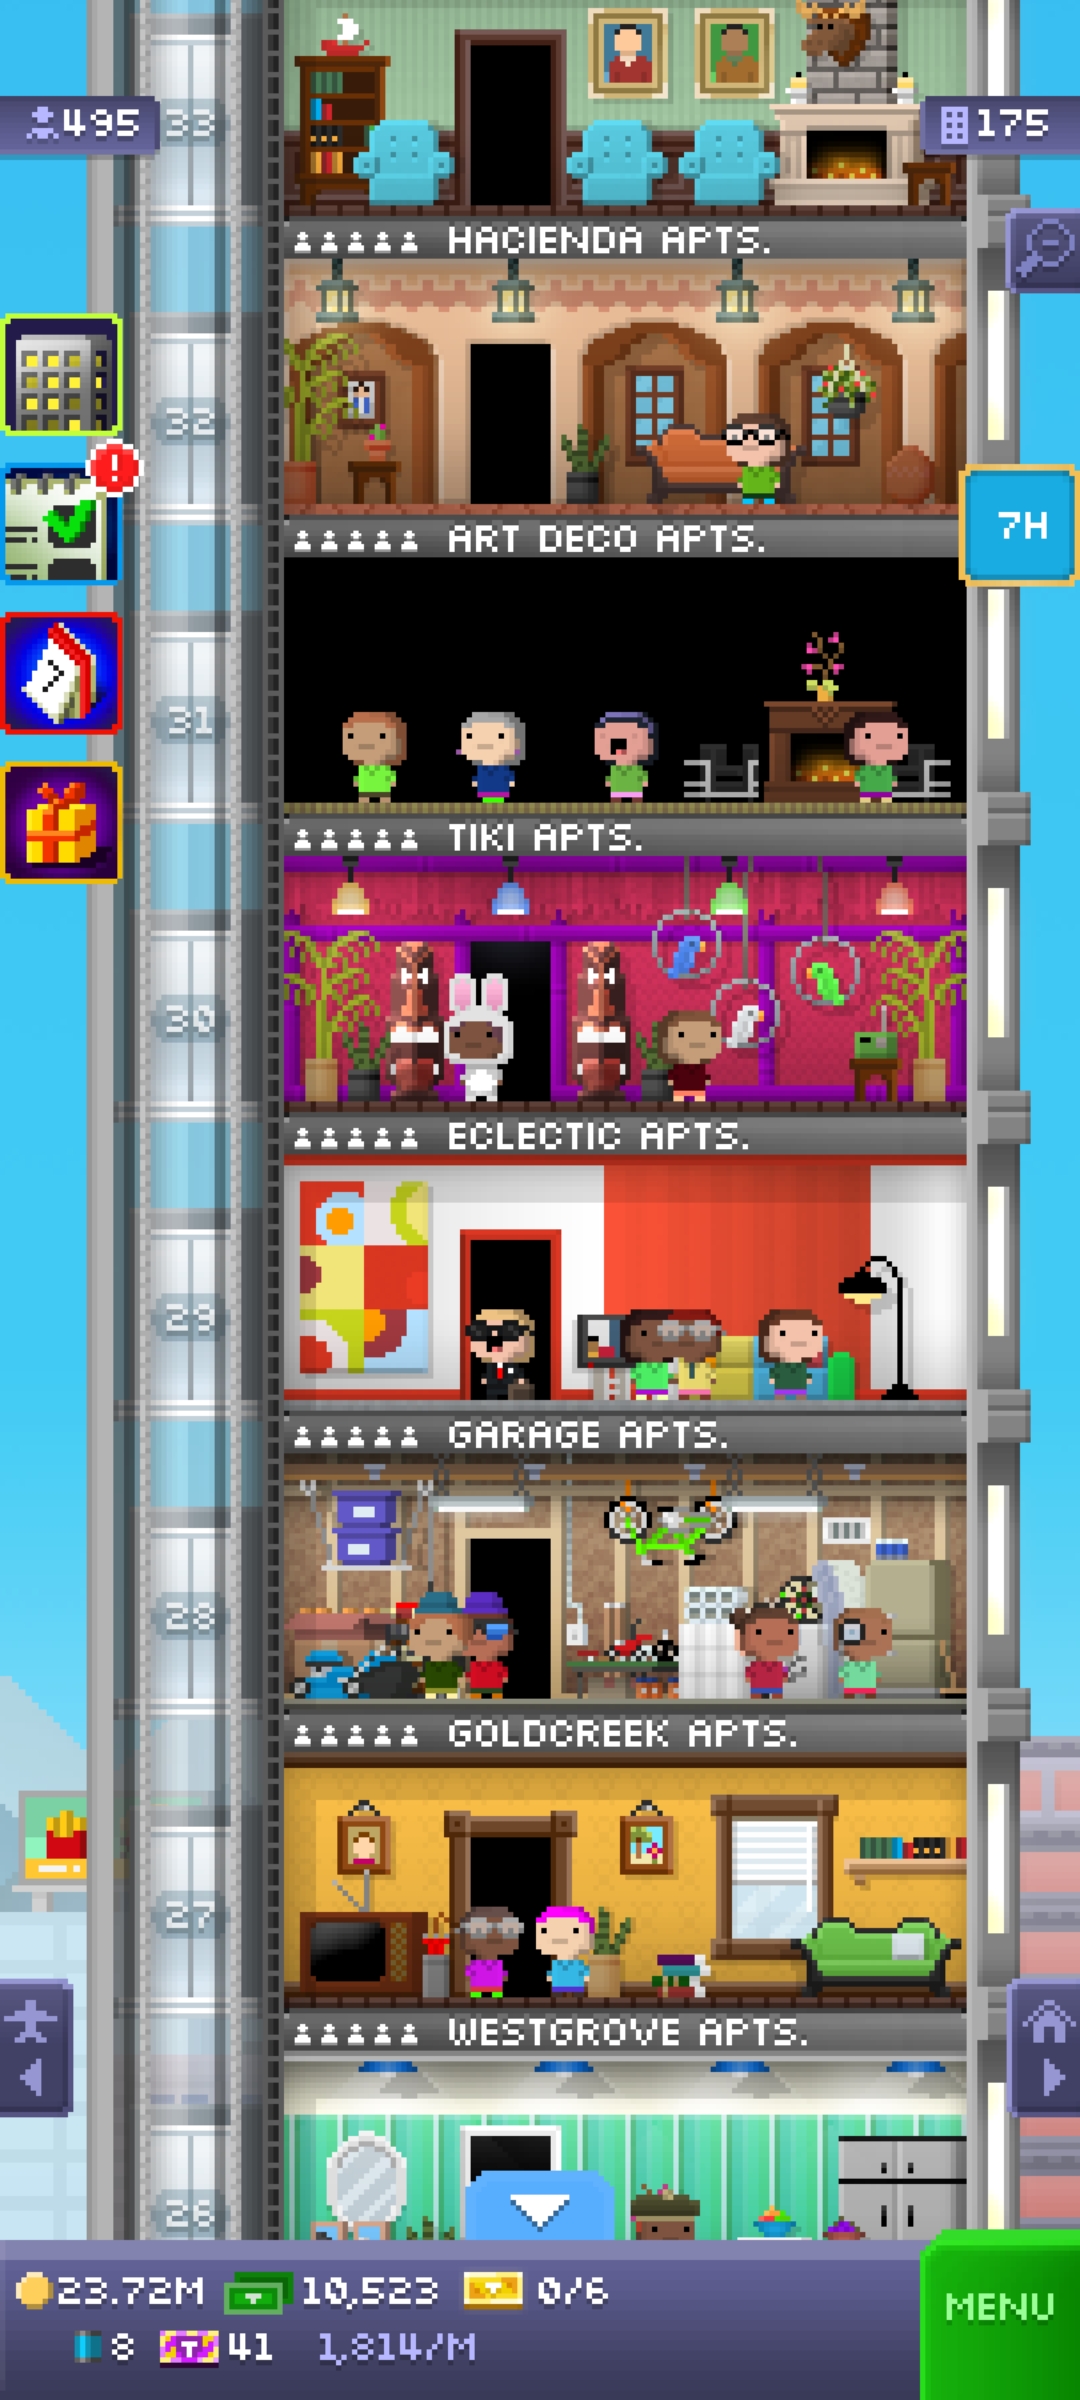 495
33
175
HACIENDA APTS.
32
ART DECO APTS.
7H
31
TIKI APTS.
30
ECLECTIC APTS.
29
GARAGE APTS.
28
GOLDCREEK APTS.
27
WESTGROVE APTS.
26
23.72M 10,523 0/6
MENU
8 41 1,814/M